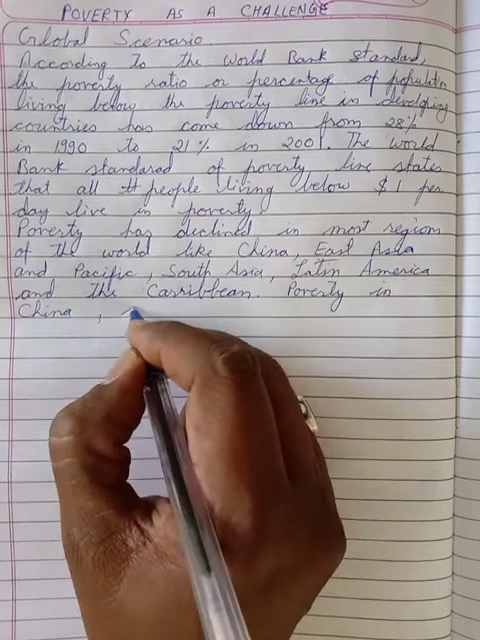 POVERTY AS A CHALLENGE
Global Scenario.
According to the World Bank standard,
the poverty ratio or percentage of population
living below the poverty line in developing
countries has come down from 28%
in 1990 to 21% in 2001. The World
Bank standarad of poverty line states
that all people living below $1 per
day live in poverty.
Poverty has declined in most region
of the world like China, East Asia
and Pacific, South Asia, Latin America
and the Carribbean. Poverty in
China,